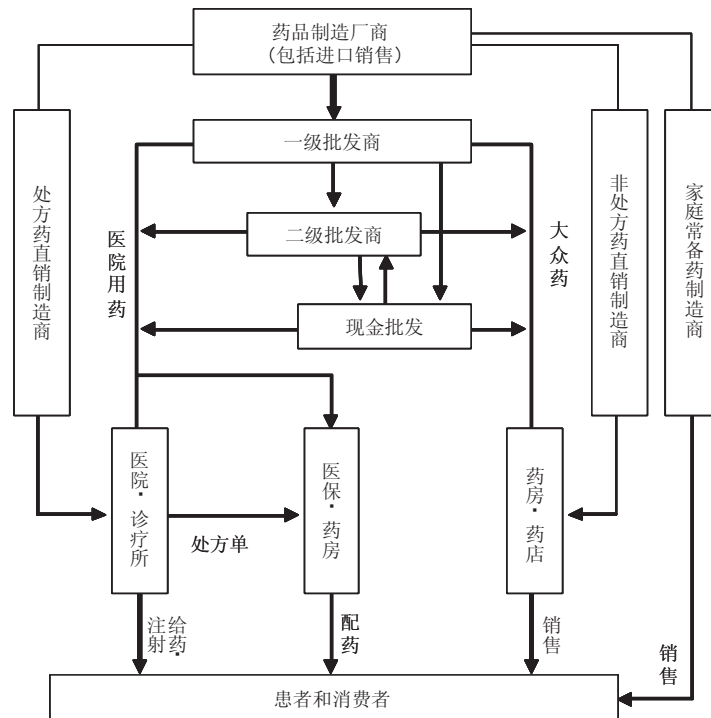 药品制造厂商
（包括进口销售）
一级批发商
二级批发商
现金批发
处方药直销制造商
医院用药
大众药
非处方药直销制造商
家庭常备药制造商
医院·诊疗所
处方单
医保·药房
药房·药店
给药·
注射
配药
销售
销售
患者和消费者